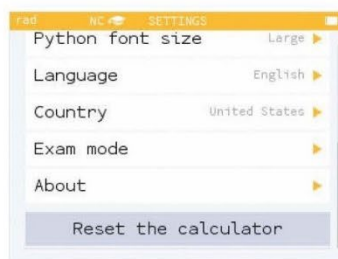 rad NC SETTINGS
Python font size Large
Language English
Country United States
Exam mode
About
Reset the calculator